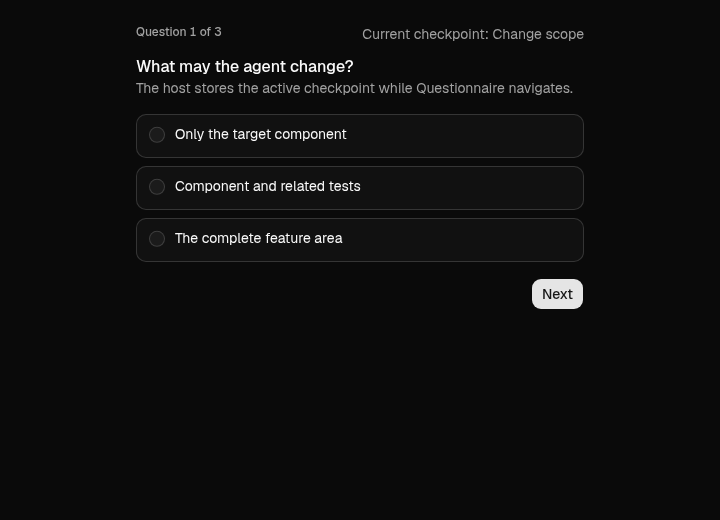 Question 1 of 3
Current checkpoint: Change scope
What may the agent change?
The host stores the active checkpoint while Questionnaire navigates.
Only the target component
Component and related tests
The complete feature area
Next